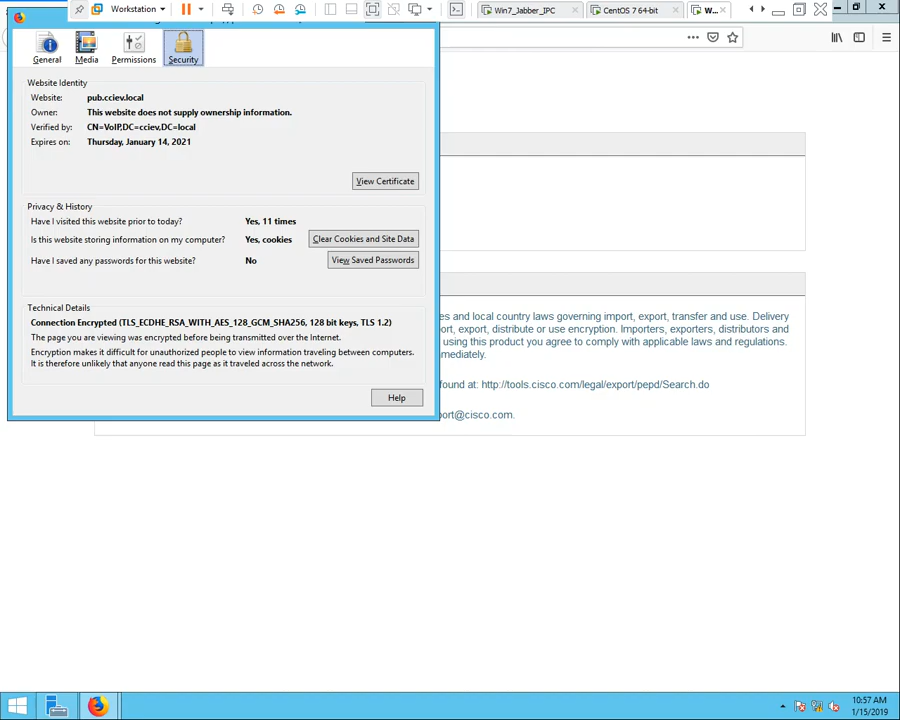 Workstation
Win7_Jabber_IPC
CentOS 7 64-bit
W...
General
Media
Permissions
Security
Website Identity
Website: pub.cciev.local
Owner: This website does not supply ownership information.
Verified by: CN=VoIP,DC=cciev,DC=local
Expires on: Thursday, January 14, 2021
View Certificate
Privacy & History
Have I visited this website prior to today? Yes, 11 times
Is this website storing information on my computer? Yes, cookies Clear Cookies and Site Data
Have I saved any passwords for this website? No View Saved Passwords
Technical Details
Connection Encrypted (TLS_ECDHE_RSA_WITH_AES_128_GCM_SHA256, 128 bit keys, TLS 1.2)
The page you are viewing was encrypted before being transmitted over the Internet.
Encryption makes it difficult for unauthorized people to view information traveling between computers.
It is therefore unlikely that anyone read this page as it traveled across the network.
Help
es and local country laws governing import, export, transfer and use. Delivery
ort, export, distribute or use encryption. Importers, exporters, distributors and
using this product you agree to comply with applicable laws and regulations.
mmediately.
found at: http://tools.cisco.com/legal/export/pepd/Search.do
port@cisco.com.
10:57 AM
1/15/2019